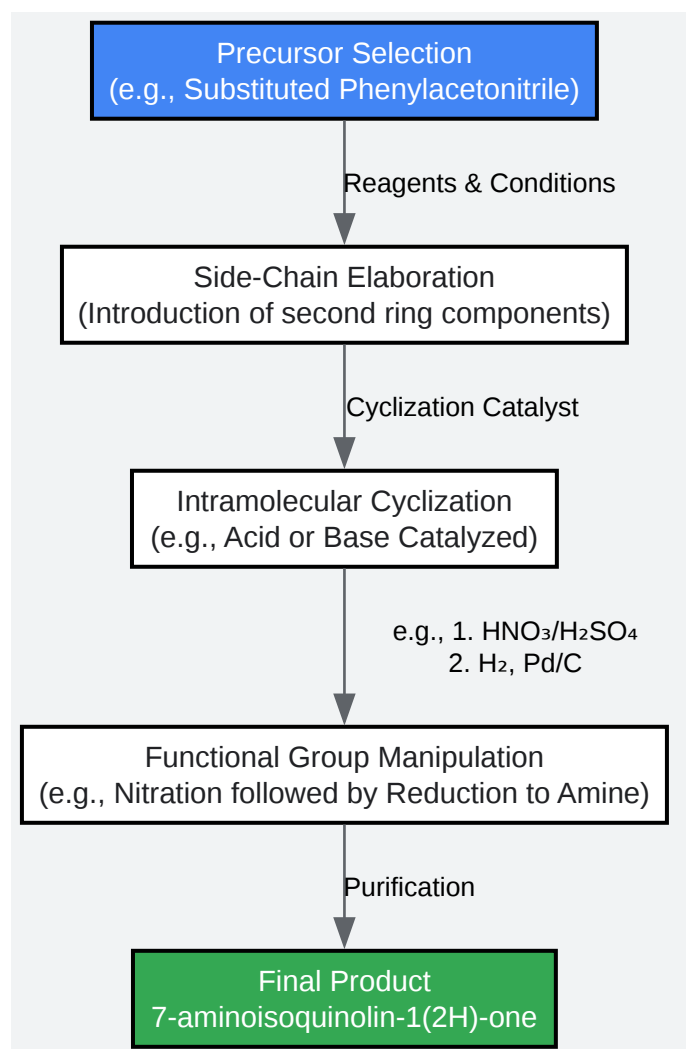 Precursor Selection
(e.g., Substituted Phenylacetonitrile)
Reagents & Conditions
Side-Chain Elaboration
(Introduction of second ring components)
Cyclization Catalyst
Intramolecular Cyclization
(e.g., Acid or Base Catalyzed)
e.g., 1. HNO₃/H₂SO₄
2. H₂, Pd/C
Functional Group Manipulation
(e.g., Nitration followed by Reduction to Amine)
Purification
Final Product
7-aminoisoquinolin-1(2H)-one